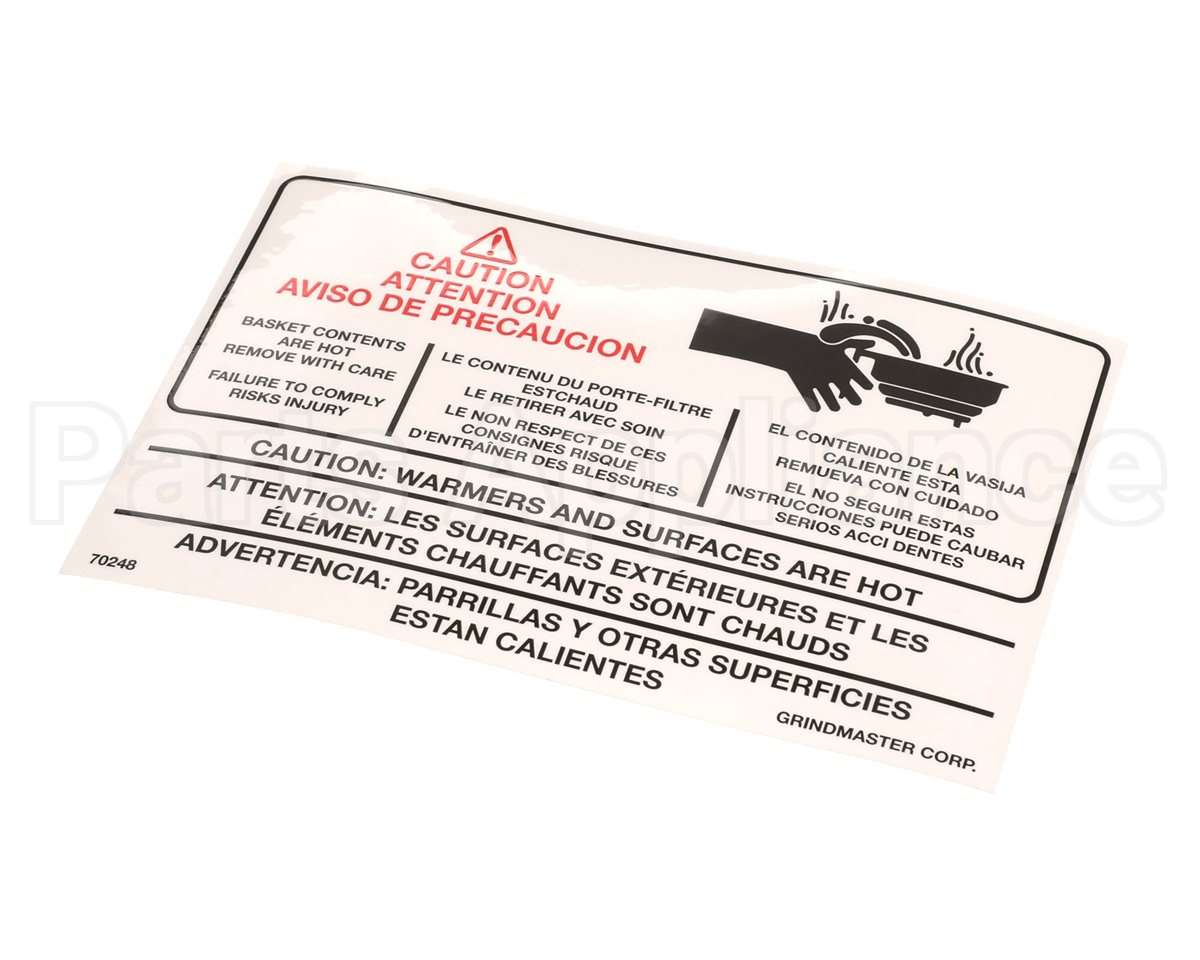 CAUTION
ATTENTION
AVISO DE PRECAUCION
BASKET CONTENTS
ARE HOT
REMOVE WITH CARE
FAILURE TO COMPLY
RISKS INJURY
LE CONTENU DU PORTE-FILTRE
ESTCHAUD
LE RETIRER AVEC SOIN
LE NON RESPECT DE CES
CONSIGNES RISQUE
D'ENTRAÎNER DES BLESSURES
EL CONTENIDO DE LA VASIJA
CALIENTE ESTA
REMUEVA CON CUIDADO
EL NO SEGUIR ESTAS
INSTRUCCIONES PUEDE CAUBAR
SERIOS ACCI DENTES
CAUTION: WARMERS AND SURFACES ARE HOT
ATTENTION: LES SURFACES EXTÉRIEURES ET LES
ÉLÉMENTS CHAUFFANTS SONT CHAUDS
ADVERTENCIA: PARRILLAS Y OTRAS SUPERFICIES
ESTAN CALIENTES
70248
GRINDMASTER CORP.
Parts Appliance